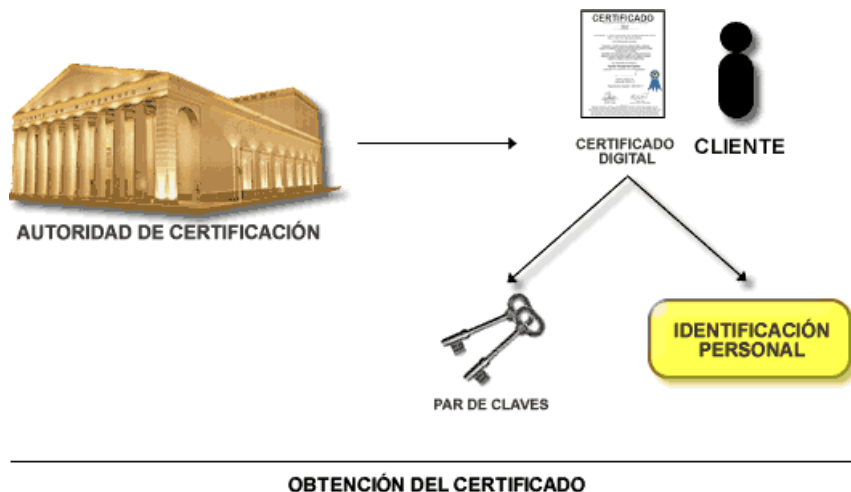 CERTIFICADO
CERTIFICADO
DIGITAL
CLIENTE
AUTORIDAD DE CERTIFICACIÓN
PAR DE CLAVES
IDENTIFICACIÓN
PERSONAL
OBTENCIÓN DEL CERTIFICADO